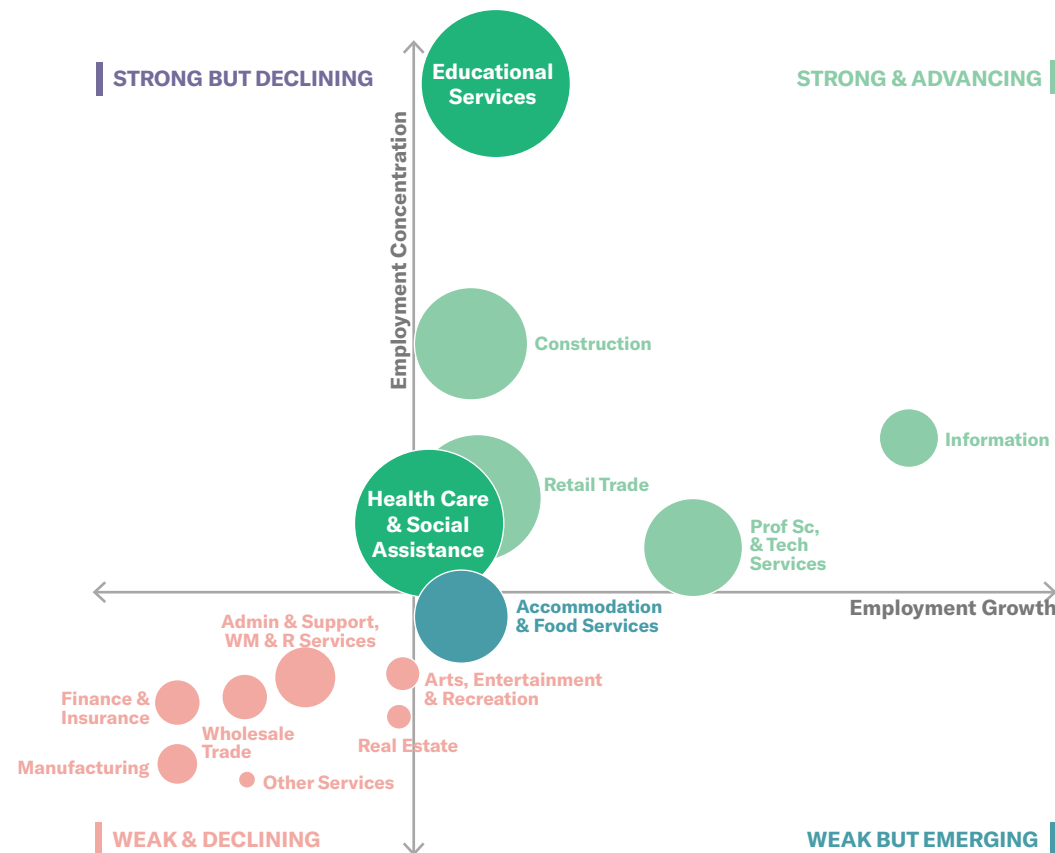 STRONG BUT DECLINING
STRONG & ADVANCING
Educational
Services
Employment Concentration
Construction
Information
Retail Trade
Health Care
& Social
Assistance
Prof Sc,
& Tech
Services
Employment Growth
Accommodation
& Food Services
Admin & Support,
WM & R Services
Arts, Entertainment
& Recreation
Finance &
Insurance
Wholesale
Trade
Real Estate
Manufacturing
Other Services
WEAK & DECLINING
WEAK BUT EMERGING